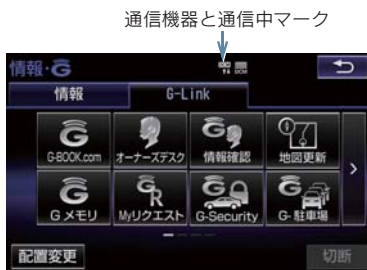 通信機器と通信中マーク
情報・G
DCM
情報 G-Link
G-BOOK.com オーナーズデスク 情報確認 地図更新
G メモリ Myリクエスト G-Security G-駐車場
配置変更 切断